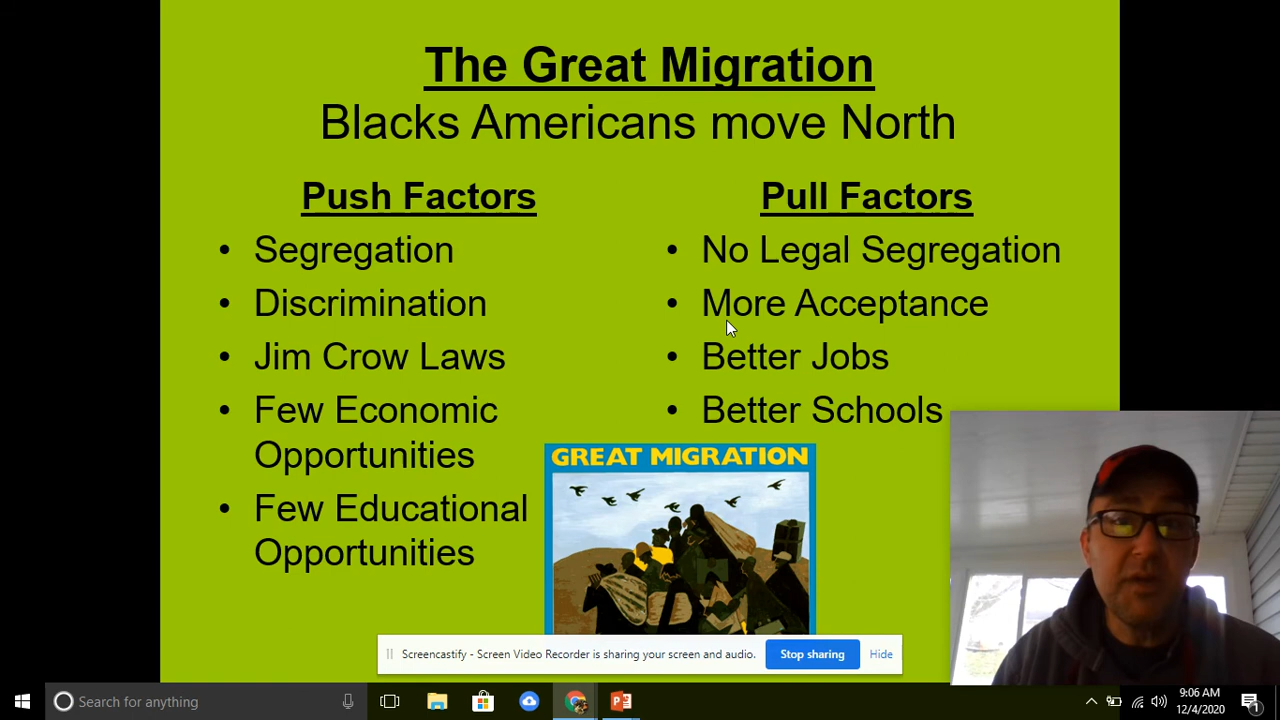 The Great Migration
Blacks Americans move North
Push Factors
• Segregation
• Discrimination
• Jim Crow Laws
• Few Economic
Opportunities
• Few Educational
Opportunities
Pull Factors
• No Legal Segregation
• More Acceptance
• Better Jobs
• Better Schools
GREAT MIGRATION
Screencastify - Screen Video Recorder is sharing your screen and audio.
Stop sharing
Hide
Search for anything
9:06 AM
12/4/2020
1